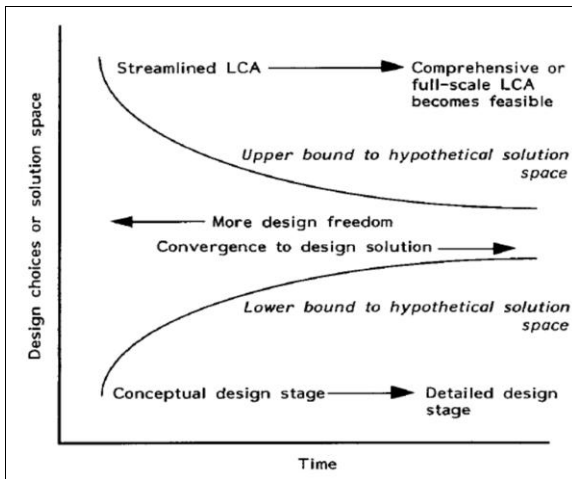 Design choices or solution space
Streamlined LCA
Comprehensive or
full-scale LCA
becomes feasible
Upper bound to hypothetical solution
space
More design freedom
Convergence to design solution
Lower bound to hypothetical solution
space
Conceptual design stage
Detailed design
stage
Time